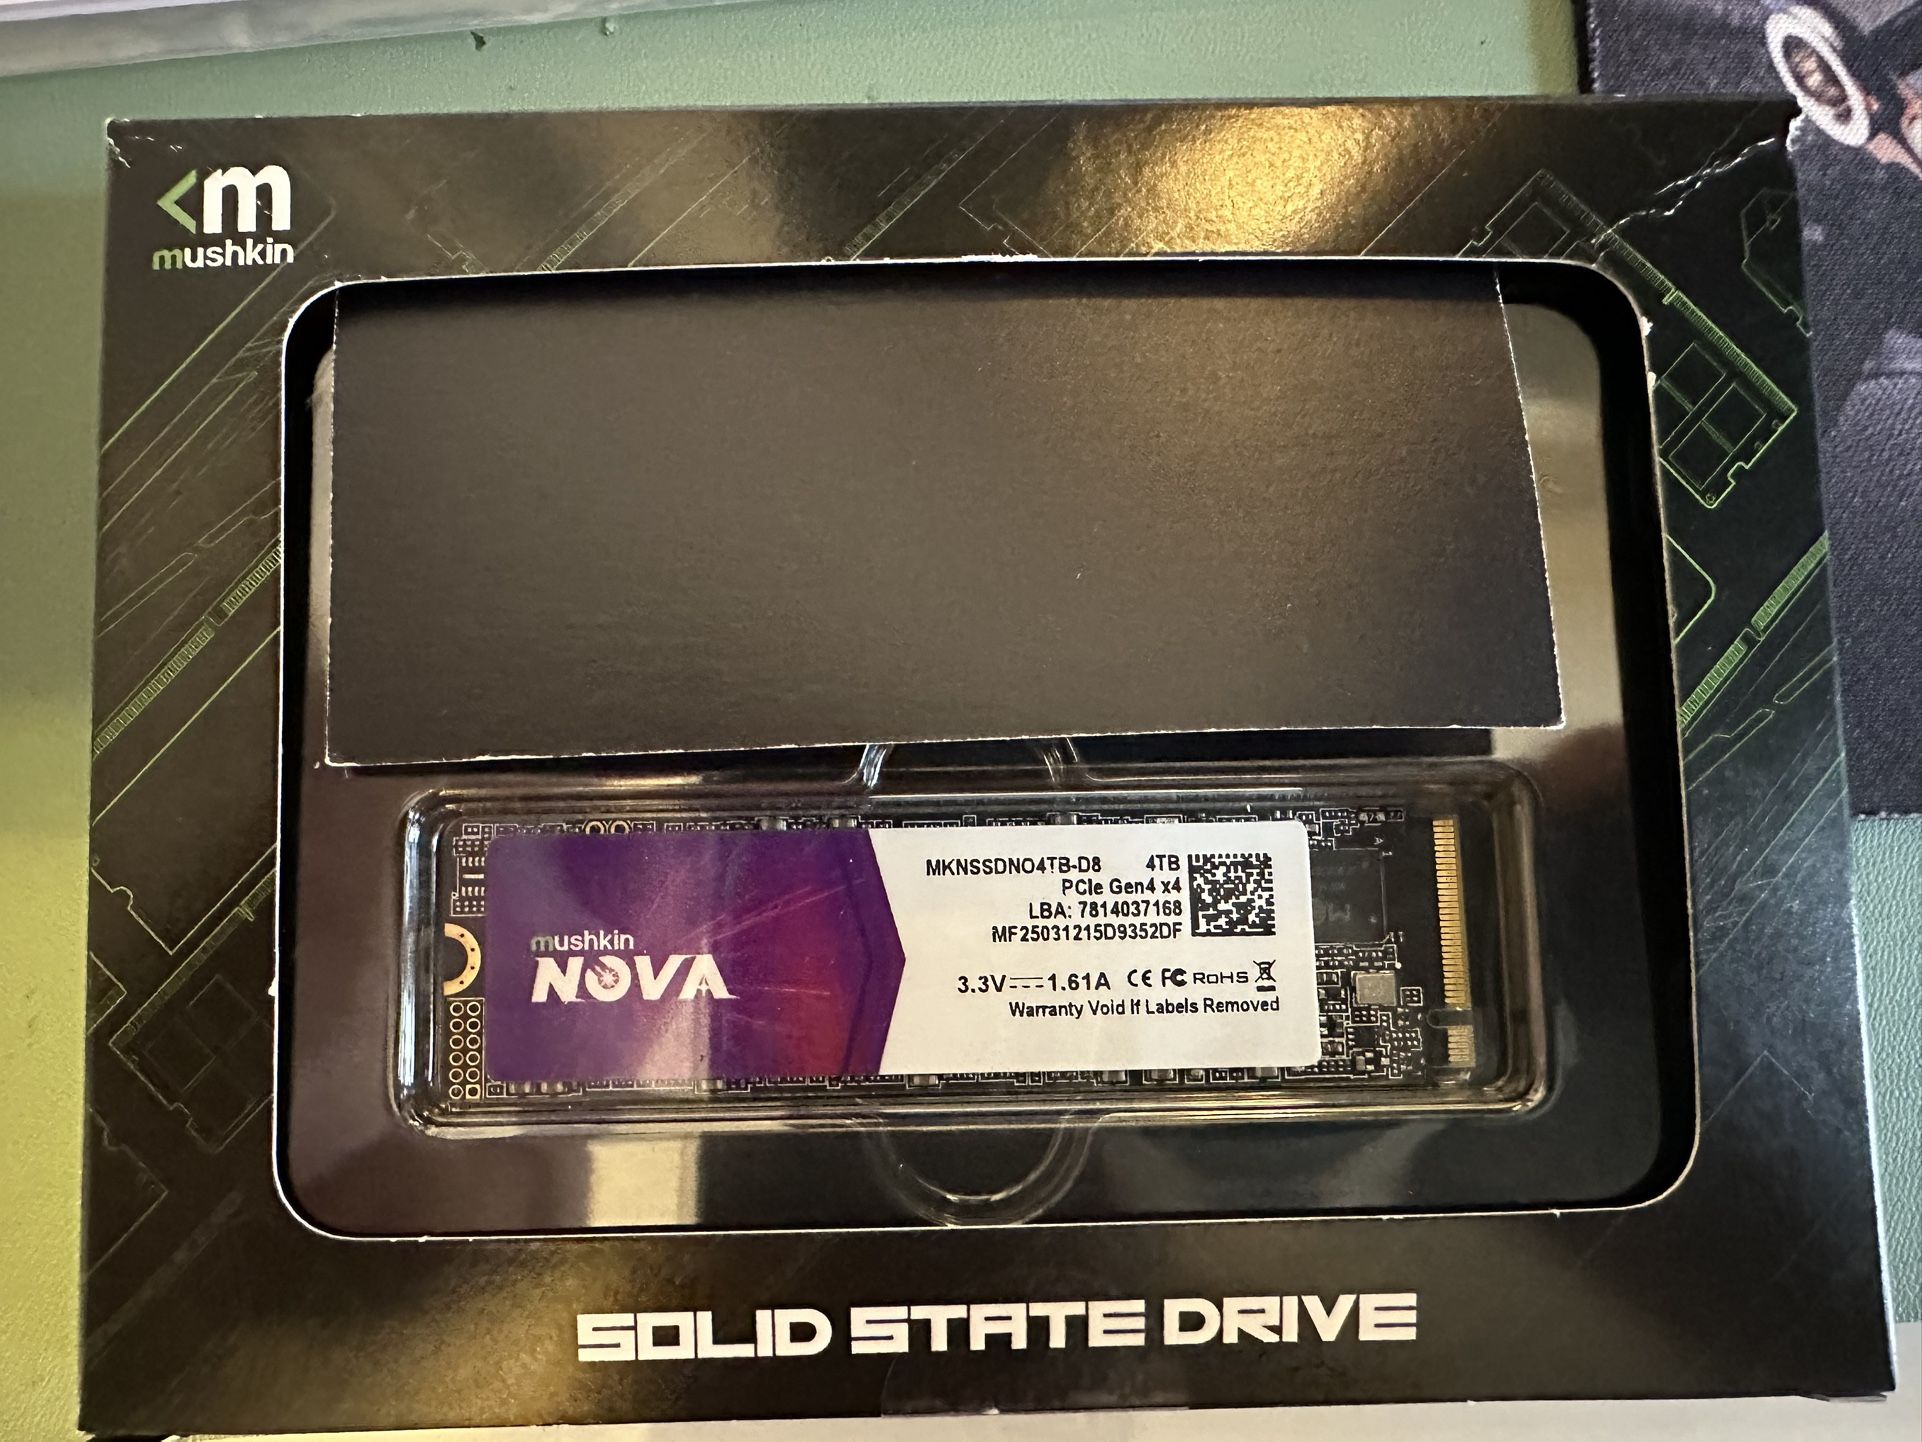 m
mushkin
MKNSSDNO4TB-D8 4TB
PCIe Gen4 x4
LBA: 7814037168
MF25031215D9352DF
mushkin
NOVA
3.3V⎓1.61A CE FC RoHS
Warranty Void If Labels Removed
SOLID STATE DRIVE